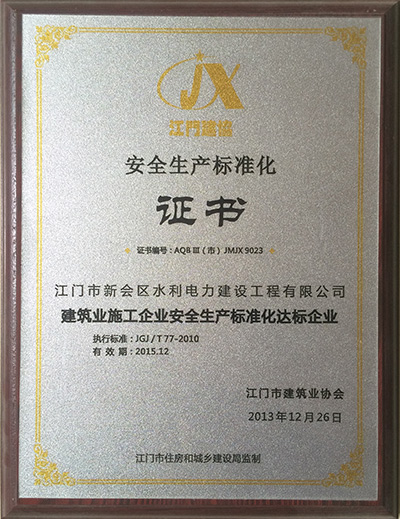 JX
江门建协
安全生产标准化
证书
证书编号：AQB III（市）JMJX 9023
江门市新会区水利电力建设工程有限公司
建筑业施工企业安全生产标准化达标企业
执行标准：JGJ / T 77-2010
有 效 期：2015.12
江门市建筑业协会
2013年12月26日
江门市住房和城乡建设局监制